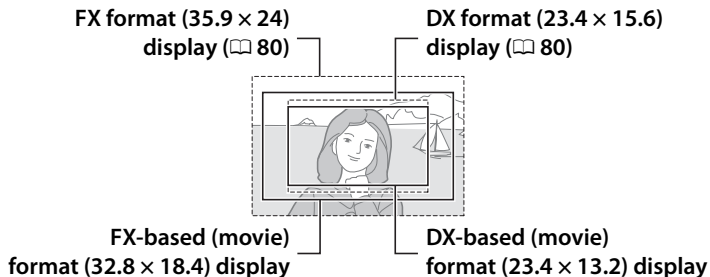 FX format (35.9 × 24)
display (📖 80)
DX format (23.4 × 15.6)
display (📖 80)
FX-based (movie)
format (32.8 × 18.4) display
DX-based (movie)
format (23.4 × 13.2) display